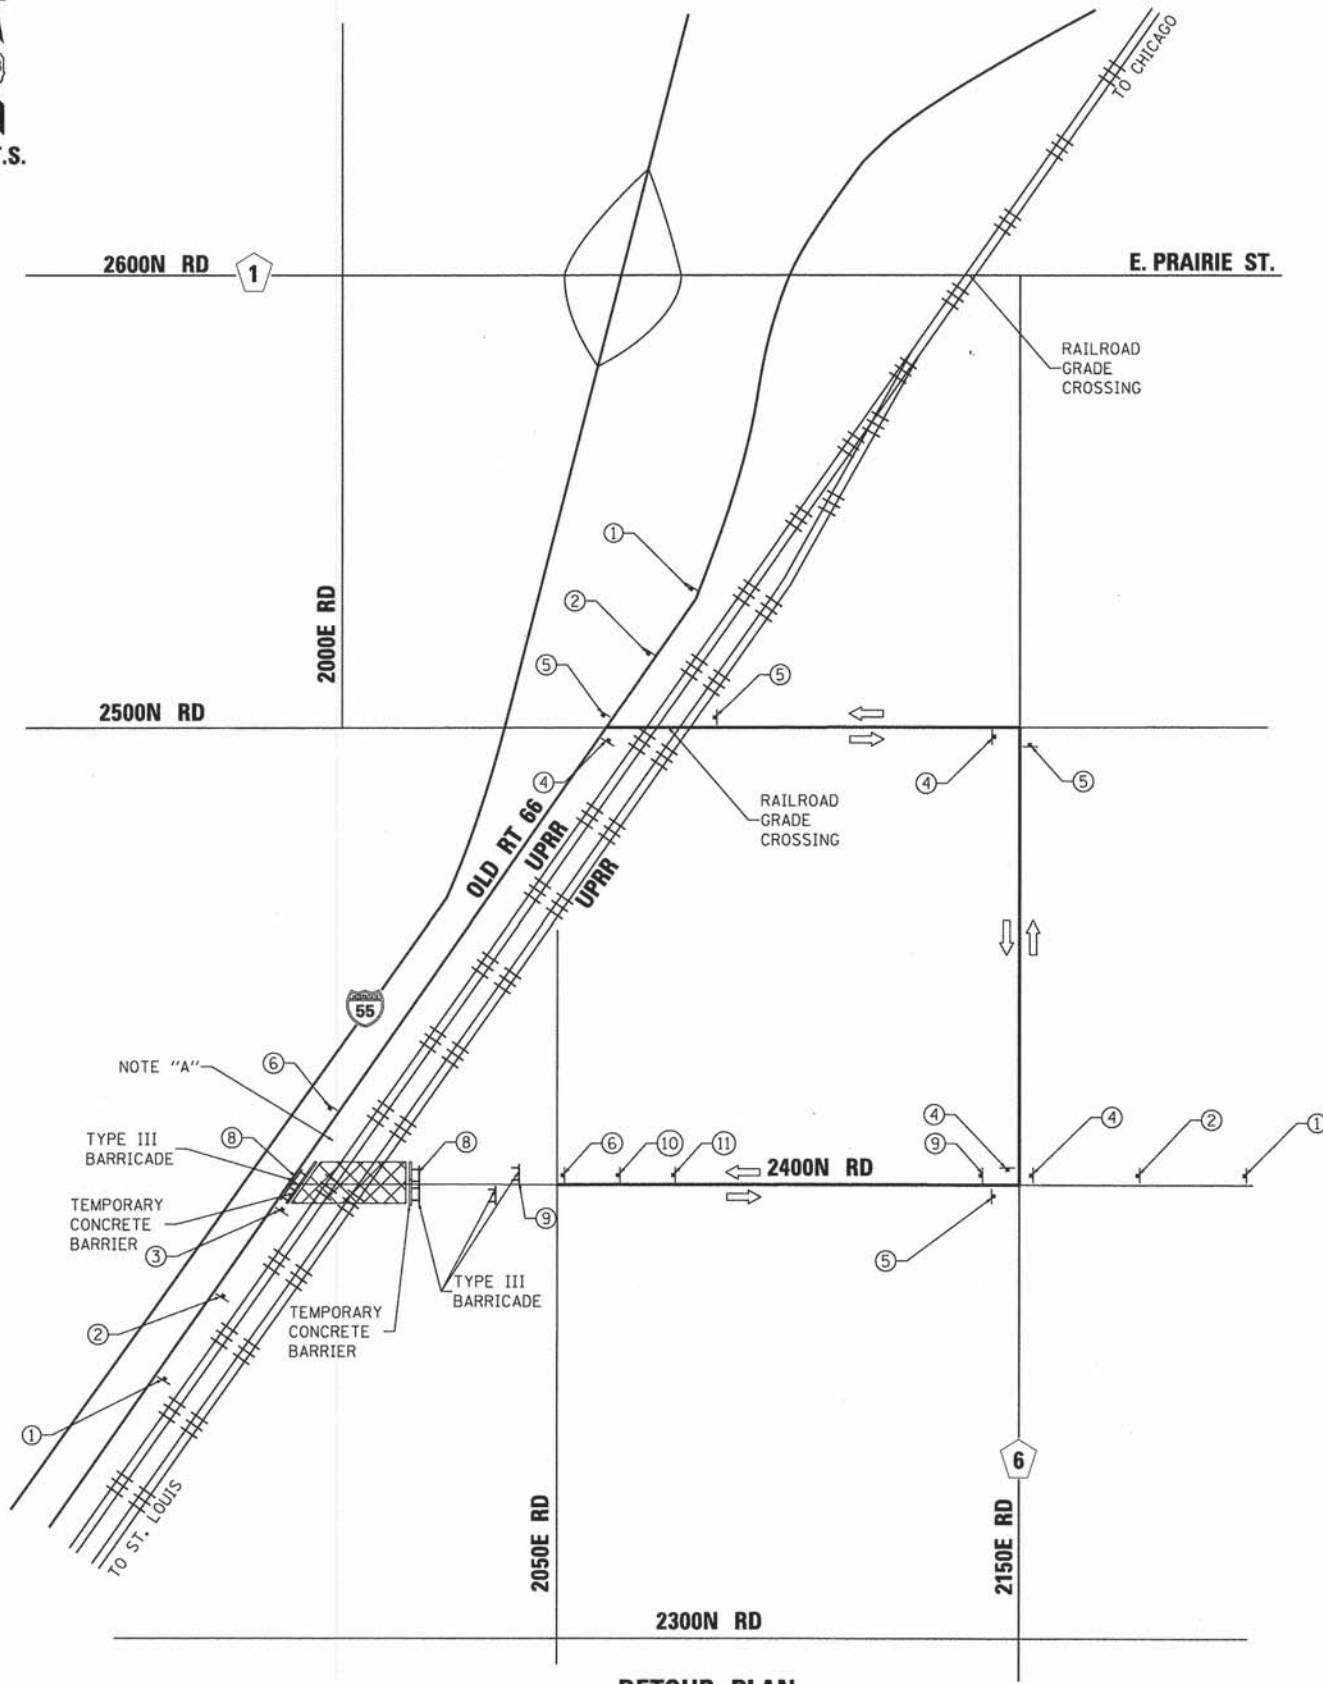 T.S.
TO CHICAGO
2600N RD
1
E. PRAIRIE ST.
RAILROAD
GRADE
CROSSING
2000E RD
1
2
5
5
2500N RD
4
4
5
RAILROAD
GRADE
CROSSING
OLD RT 66
UPRR
UPRR
55
NOTE "A"
6
TYPE III
BARRICADE
8
8
6
10
11
4
9
4
2
1
2400N RD
TEMPORARY
CONCRETE
BARRIER
3
9
5
TYPE III
BARRICADE
TEMPORARY
CONCRETE
BARRIER
2
1
6
TO ST. LOUIS
2050E RD
2150E RD
2300N RD
DETOUR PLAN